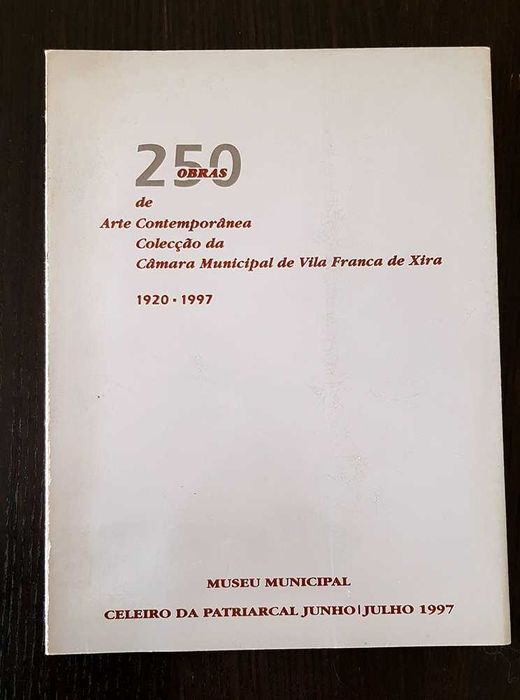 250
OBRAS
de
Arte Contemporânea
Colecção da
Câmara Municipal de Vila Franca de Xira
1920 • 1997
MUSEU MUNICIPAL
CELEIRO DA PATRIARCAL JUNHO|JULHO 1997